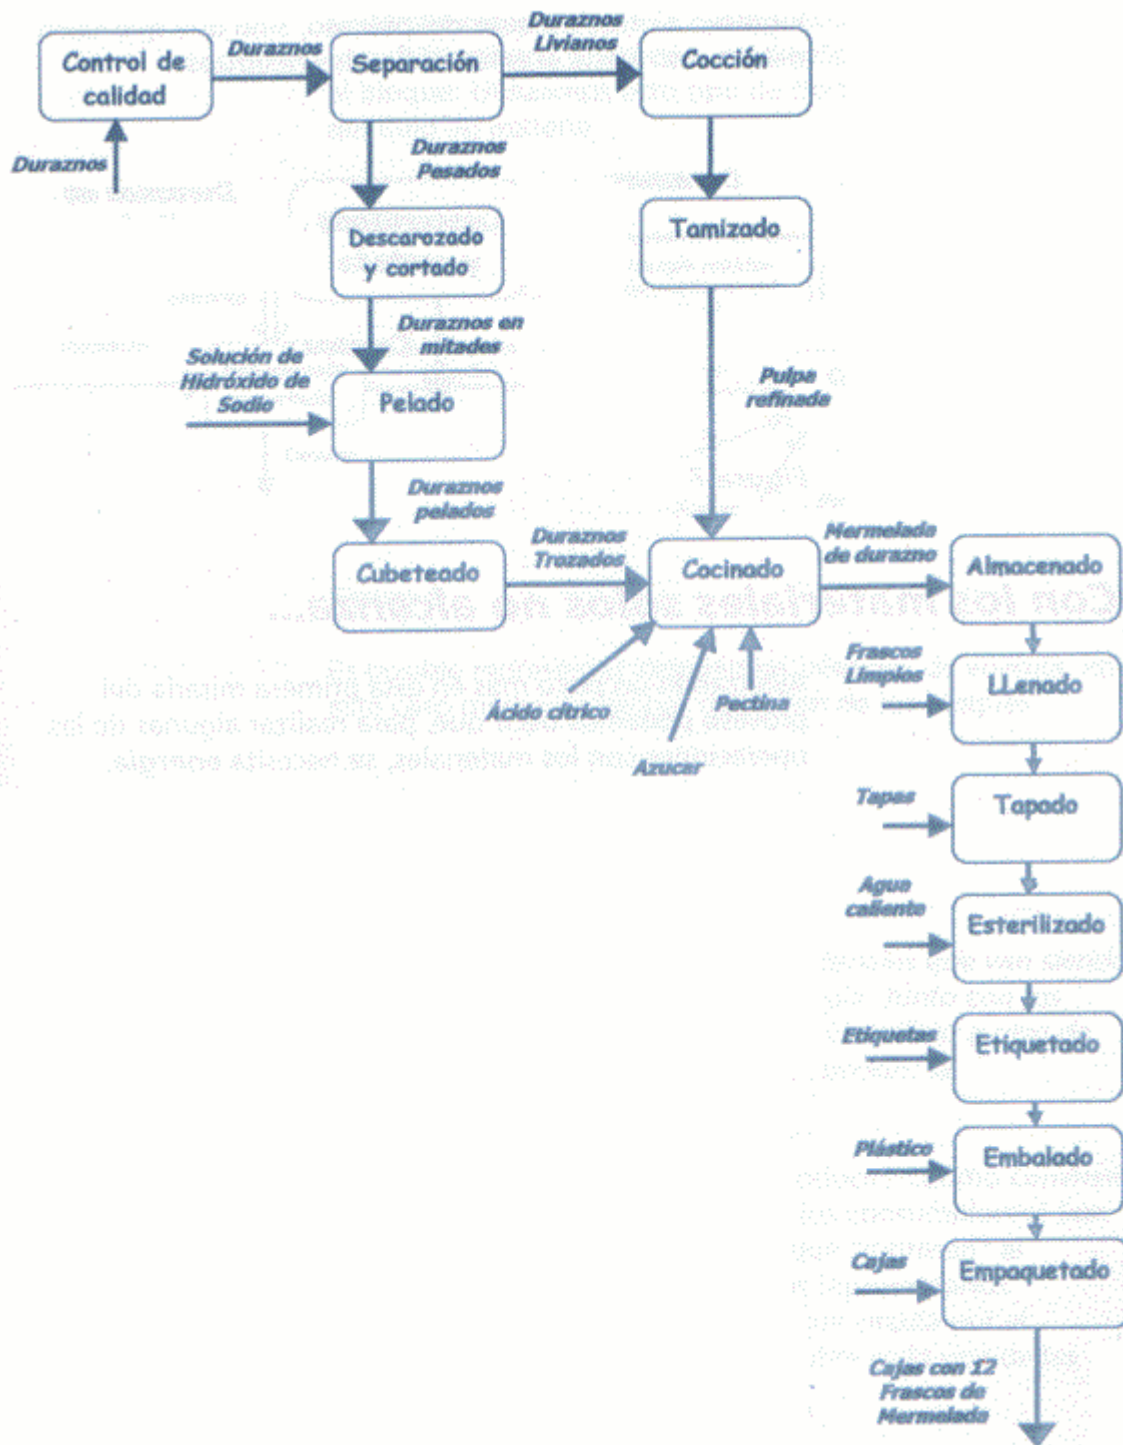 Control de
calidad
Duraznos
Duraznos
Separación
Duraznos
Livianos
Cocción
Duraznos
Pesados
Descarozado
y cortado
Tamizado
Duraznos en
mitades
Solución de
Hidróxido de
Sodio
Pelado
Pulpa
refinada
Duraznos
pelados
Cubeteado
Duraznos
Trozados
Cocinado
Ácido cítrico
Azucar
Pectina
Mermelada
de durazno
Almacenado
Frascos
Limpios
LLenado
Tapas
Tapado
Agua
caliente
Esterilizado
Etiquetas
Etiquetado
Plástico
Embalado
Cajas
Empaquetado
Cajas con 12
Frascos de
Mermelada